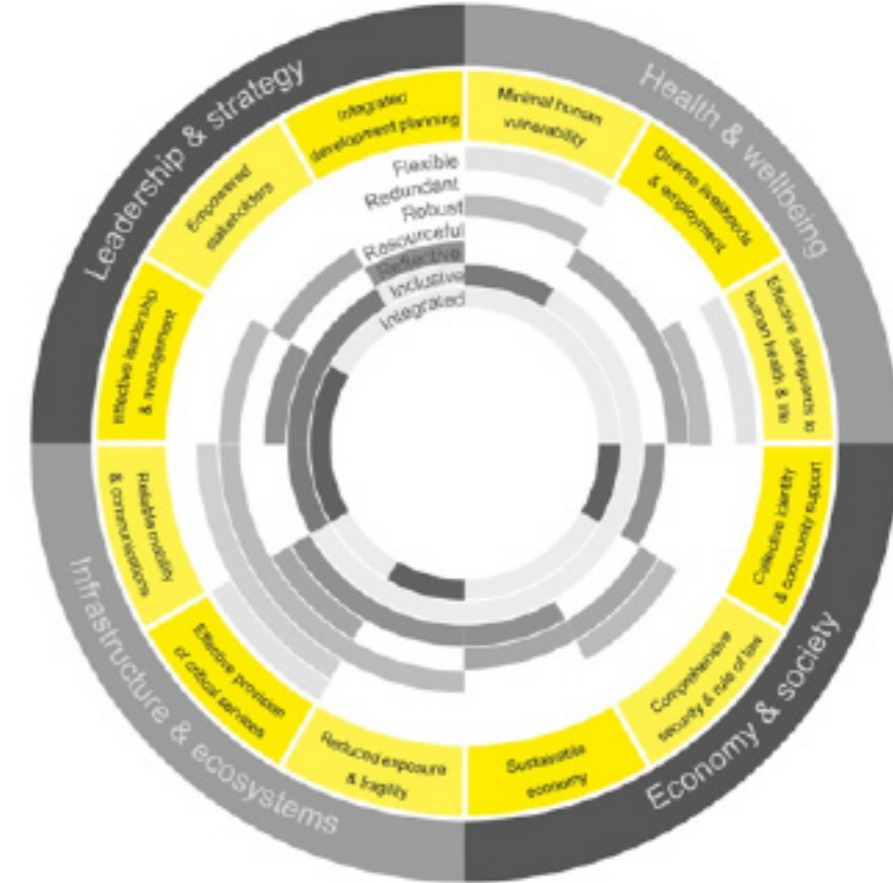 Leadership & strategy
Health & wellbeing
Integrated
development planning
Minimal human
vulnerability
Empowered
stakeholders
Diverse livelihoods
& employment
Effective leadership
& management
Effective safeguards to
human health & life
Flexible
Redundant
Robust
Resourceful
Reflective
Inclusive
Integrated
Reliable mobility
& communications
Collective identity
& community support
Effective provision
of critical services
Comprehensive
security & rule of law
Reduced exposure
& fragility
Sustainable
economy
Infrastructure & ecosystems
Economy & society